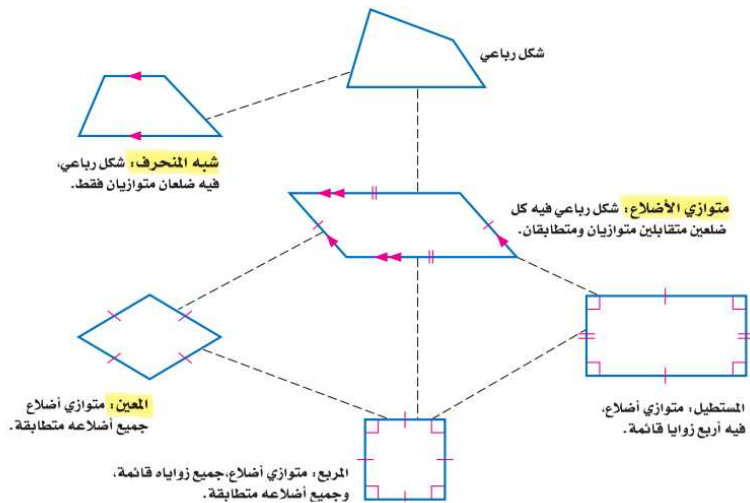 شكل رباعي
شبه المنحرف: شكل رباعي،
فيه ضلعان متوازيان فقط.
متوازي الأضلاع: شكل رباعي فيه كل
ضلعين متقابلين متوازيان ومتطابقان.
المعين: متوازي أضلاع
جميع أضلاعه متطابقة.
المستطيل: متوازي أضلاع،
فيه أربع زوايا قائمة.
المربع: متوازي أضلاع،جميع زواياه قائمة،
وجميع أضلاعه متطابقة.